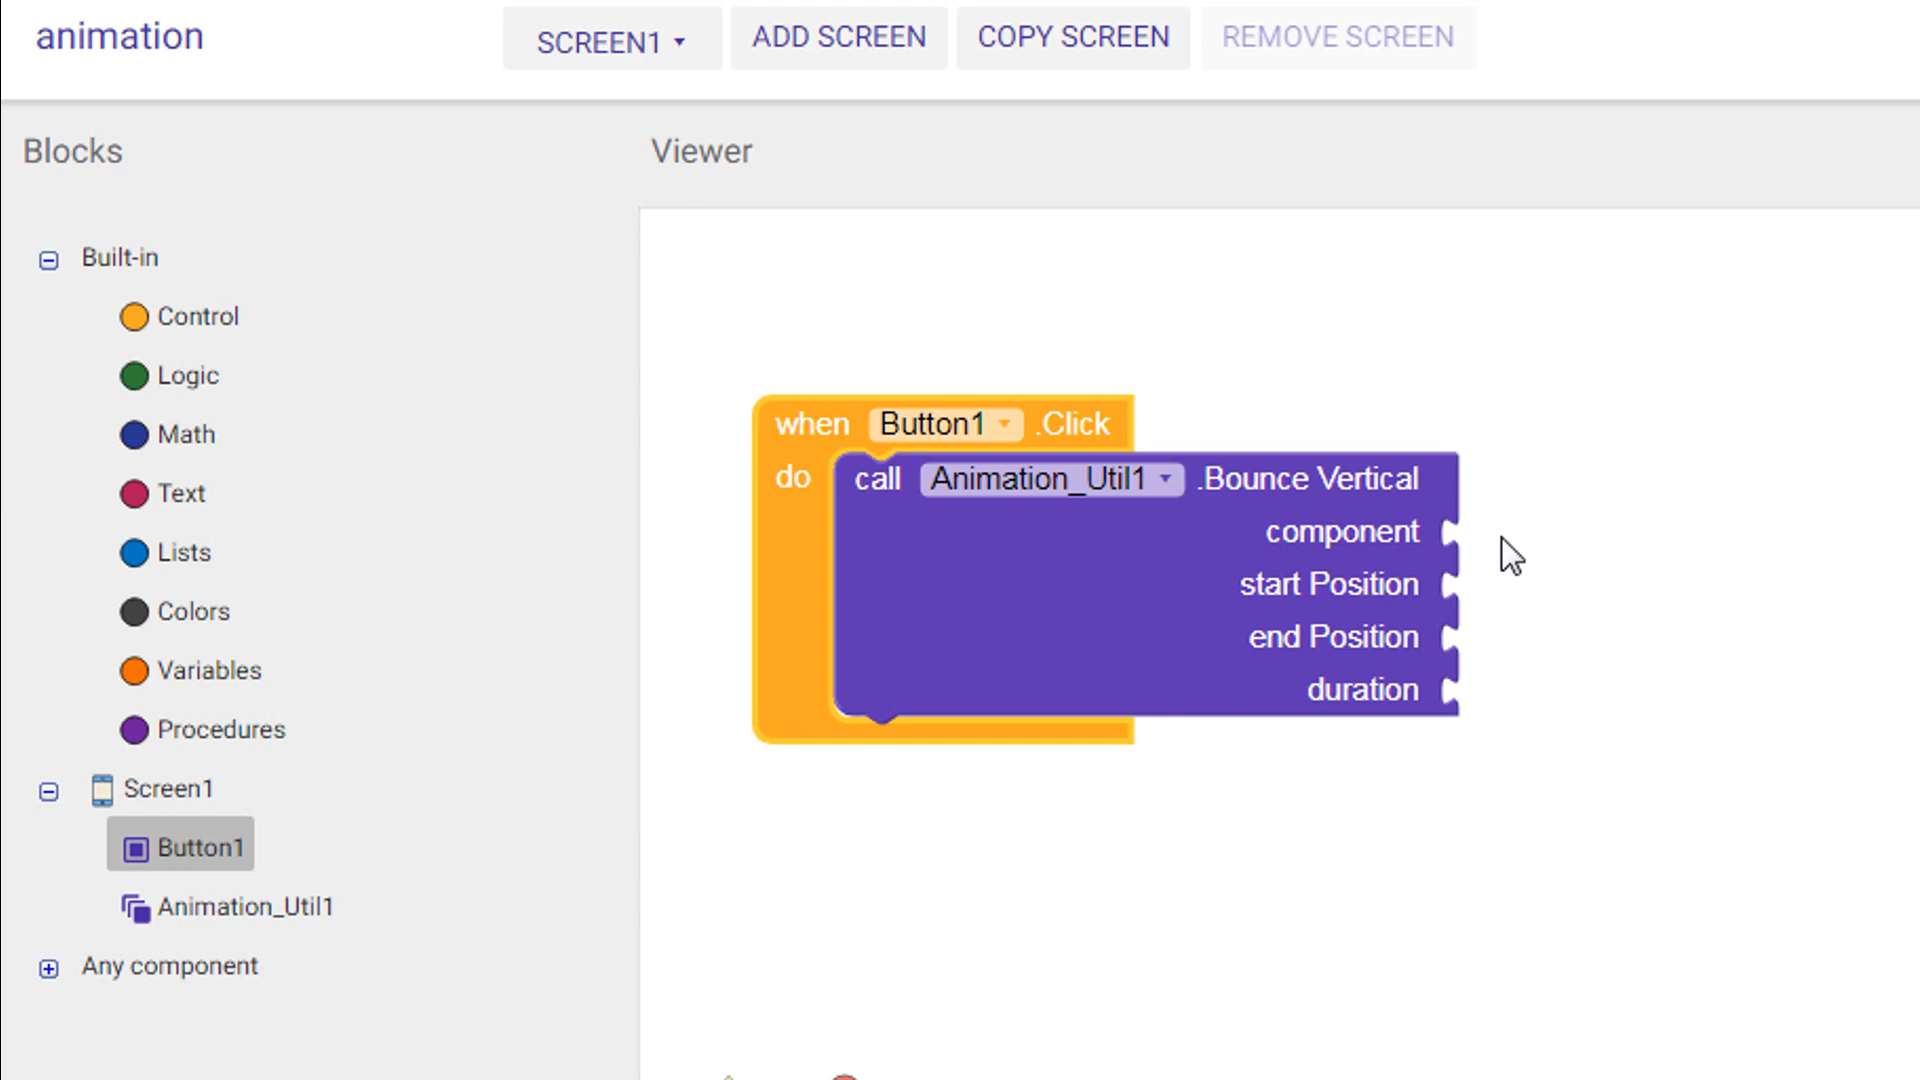 animation
SCREEN1
ADD SCREEN
COPY SCREEN
REMOVE SCREEN
Blocks
Viewer
Built-in
Control
Logic
Math
Text
Lists
Colors
Variables
Procedures
Screen1
Button1
Animation_Util1
Any component
when Button1 .Click
do call Animation_Util1 .Bounce Vertical
component
start Position
end Position
duration